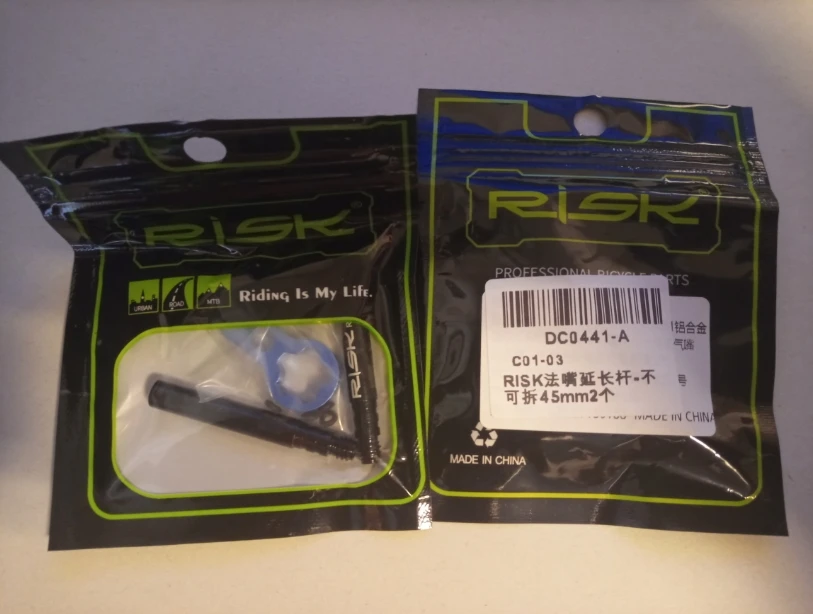 RiSK®
URBAN
ROAD
MTB
Riding Is My Life.
RiSK
RiSK
PROFESSIONAL BICYCLE PARTS
DC0441-A
C01-03
RISK法嘴延长杆-不
可拆45mm2个
铝合金
号
MADE IN CHINA
MADE IN CHINA